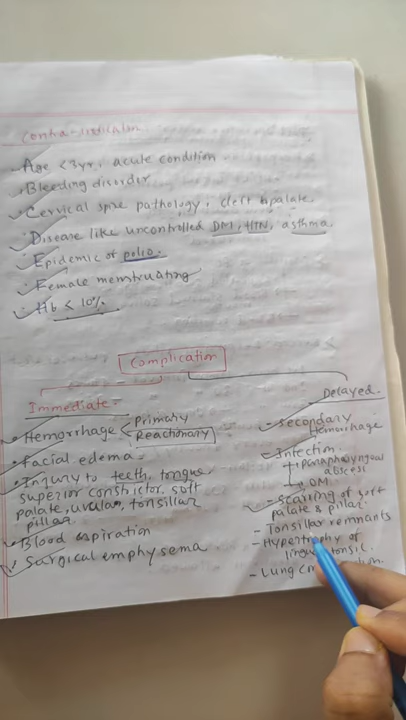 Contra-indication.
Age <3yr, acute condition
Bleeding disorder
Cervical spine pathology, cleft palate
Disease like uncontrolled DM, HTN, asthma
Epidemic of polio.
Female menstruating
Hb < 10%
Complication
Immediate.
Hemorrhage < Primary
Reactionary
Facial edema.
Ingury to teeth, tongue,
superior constrictor, soft
palate, uvula, tonsillar
pillar.
Blood aspiration
Surgical emphysema
Delayed.
Secondary
Hemorrhage
Infection
Parapharyngeal
abscess
OM.
- Scarring of soft
palate & pillar.
- Tonsillar remnants
- Hypertrophy of
tonsil.
- Lung